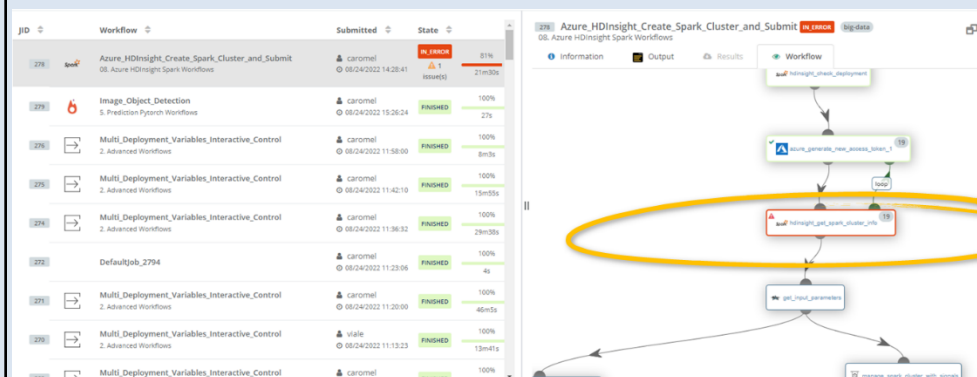 JID Workflow Submitted State
278 Spark Azure_HDInsight_Create_Spark_Cluster_and_Submit caromel IN_ERROR 81%
08. Azure HDInsight Spark Workflows 08/24/2022 14:28:41 1 issue(s) 21m30s
279 Image_Object_Detection caromel FINISHED 100%
5. Prediction Pytorch Workflows 08/24/2022 15:26:24 27s
276 Multi_Deployment_Variables_Interactive_Control caromel FINISHED 100%
2. Advanced Workflows 08/24/2022 11:58:00 8m3s
275 Multi_Deployment_Variables_Interactive_Control caromel FINISHED 100%
2. Advanced Workflows 08/24/2022 11:42:10 15m55s
274 Multi_Deployment_Variables_Interactive_Control caromel FINISHED 100%
2. Advanced Workflows 08/24/2022 11:36:32 29m38s
272 DefaultJob_2794 caromel FINISHED 100%
08/24/2022 11:23:06 4s
271 Multi_Deployment_Variables_Interactive_Control caromel FINISHED 100%
2. Advanced Workflows 08/24/2022 11:20:00 46m5s
270 Multi_Deployment_Variables_Interactive_Control viale FINISHED 100%
2. Advanced Workflows 08/24/2022 11:13:23 13m41s
Multi_Deployment_Variables_Interactive_Control caromel 100%
278 Azure_HDInsight_Create_Spark_Cluster_and_Submit IN_ERROR big-data
08. Azure HDInsight Spark Workflows
Information Output Results Workflow
Spark hdinsight_check_deployment
azure_generate_new_access_token_1 19
loop
Spark hdinsight_get_spark_cluster_info 19
get_input_parameters
manage_spark_cluster_with_signals